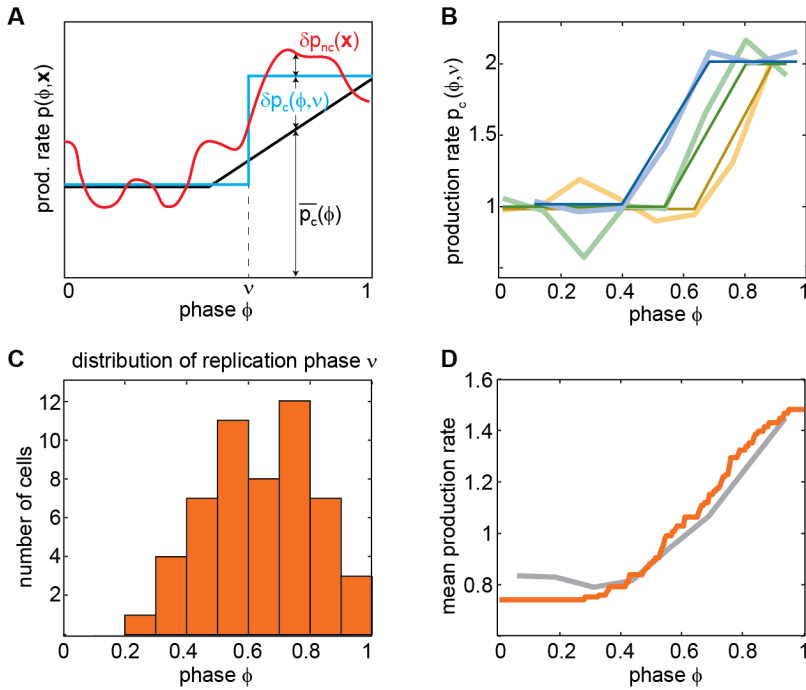 A
prod. rate p(ϕ,x)
δp_nc(x)
δp_c(ϕ,ν)
p̅_c̅(ϕ)
0
ν
1
phase ϕ
B
production rate p_c(ϕ,ν)
2
1.5
1
0
0.2
0.4
0.6
0.8
1
phase ϕ
C
distribution of replication phase ν
number of cells
12
10
8
6
4
2
0
0.2
0.4
0.6
0.8
1
phase ϕ
D
mean production rate
1.6
1.4
1.2
1
0.8
0
0.2
0.4
0.6
0.8
1
phase ϕ